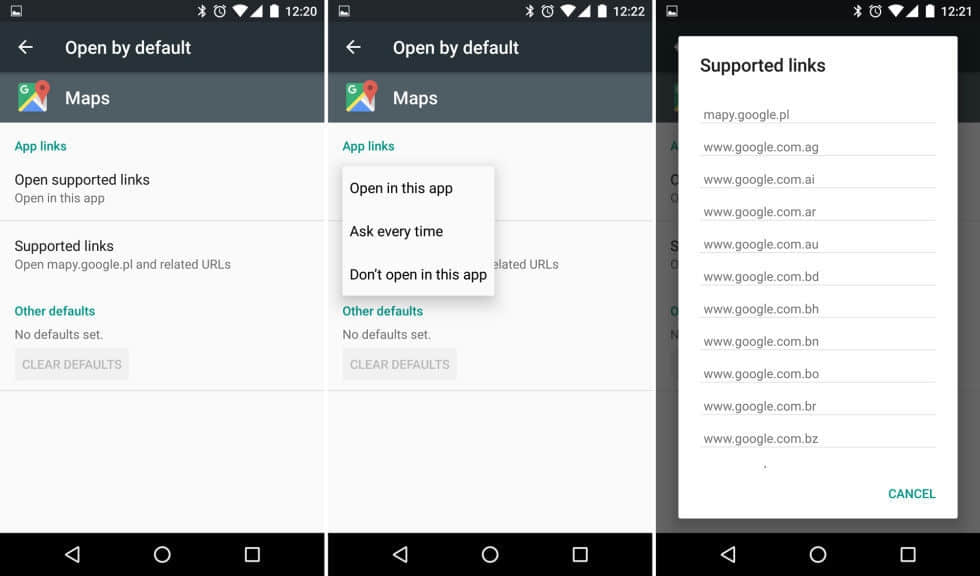 12:20
Open by default
Maps
App links
Open supported links
Open in this app
Supported links
Open mapy.google.pl and related URLs
Other defaults
No defaults set.
CLEAR DEFAULTS
12:22
Open by default
Maps
App links
Open in this app
Ask every time
Don't open in this app
elated URLs
Other defaults
No defaults set.
CLEAR DEFAULTS
12:21
Supported links
mapy.google.pl
www.google.com.ag
www.google.com.ai
www.google.com.ar
www.google.com.au
www.google.com.bd
www.google.com.bh
www.google.com.bn
www.google.com.bo
www.google.com.br
www.google.com.bz
CANCEL